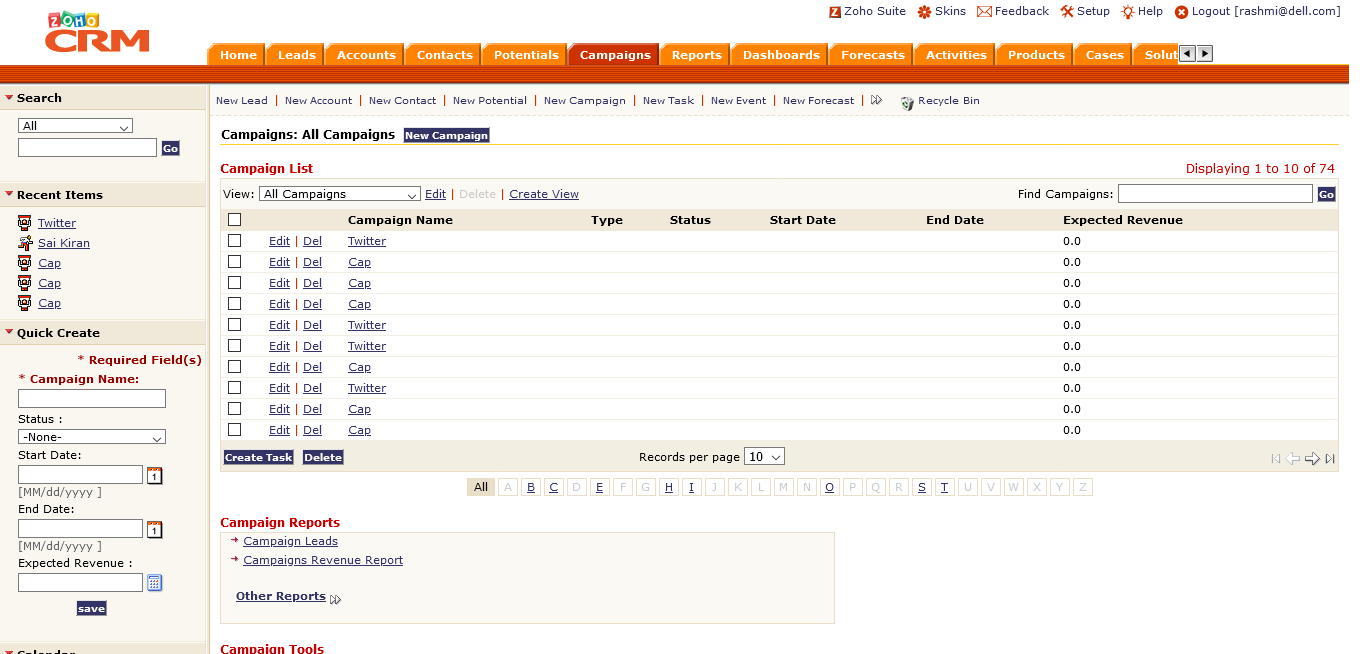 Zoho Suite Skins Feedback Setup Help Logout [rashmi@dell.com]
ZOHO
CRM
Home Leads Accounts Contacts Potentials Campaigns Reports Dashboards Forecasts Activities Products Cases Solut
Search
All
Go
Recent Items
Twitter
Sai Kiran
Cap
Cap
Cap
Quick Create
* Required Field(s)
* Campaign Name:
Status :
-None-
Start Date:
1
[MM/dd/yyyy ]
End Date:
1
[MM/dd/yyyy ]
Expected Revenue :
save
Calendar
New Lead | New Account | New Contact | New Potential | New Campaign | New Task | New Event | New Forecast | Recycle Bin
Campaigns: All Campaigns New Campaign
Campaign List Displaying 1 to 10 of 74
View: All Campaigns Edit | Delete | Create View Find Campaigns: Go
Campaign Name Type Status Start Date End Date Expected Revenue
Edit | Del Twitter 0.0
Edit | Del Cap 0.0
Edit | Del Cap 0.0
Edit | Del Cap 0.0
Edit | Del Twitter 0.0
Edit | Del Twitter 0.0
Edit | Del Cap 0.0
Edit | Del Twitter 0.0
Edit | Del Cap 0.0
Edit | Del Cap 0.0
Create Task Delete Records per page 10
All A B C D E F G H I J K L M N O P Q R S T U V W X Y Z
Campaign Reports
Campaign Leads
Campaigns Revenue Report
Other Reports
Campaign Tools